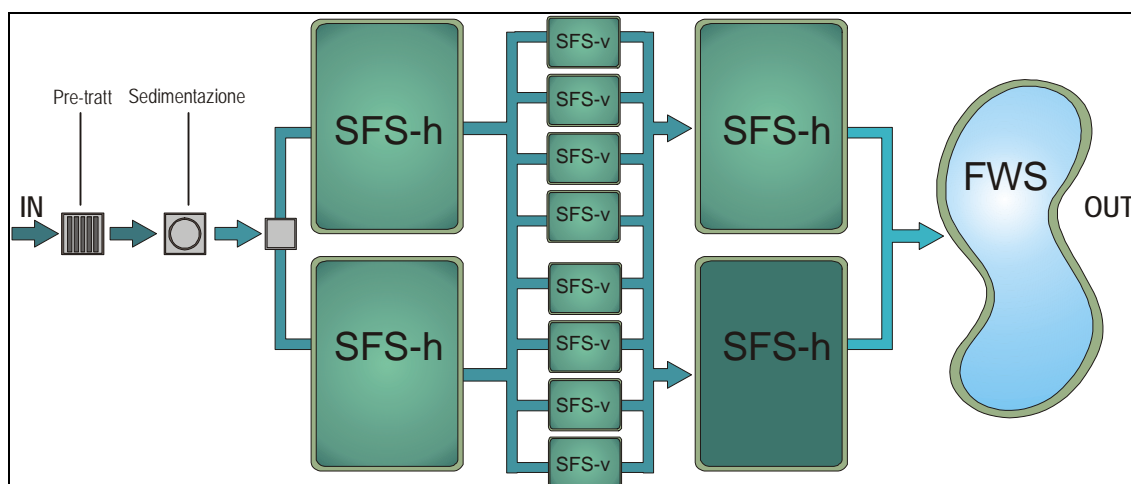 Pre-tratt
Sedimentazione
IN
SFS-h
SFS-h
SFS-v
SFS-v
SFS-v
SFS-v
SFS-v
SFS-v
SFS-v
SFS-v
SFS-h
SFS-h
FWS
OUT